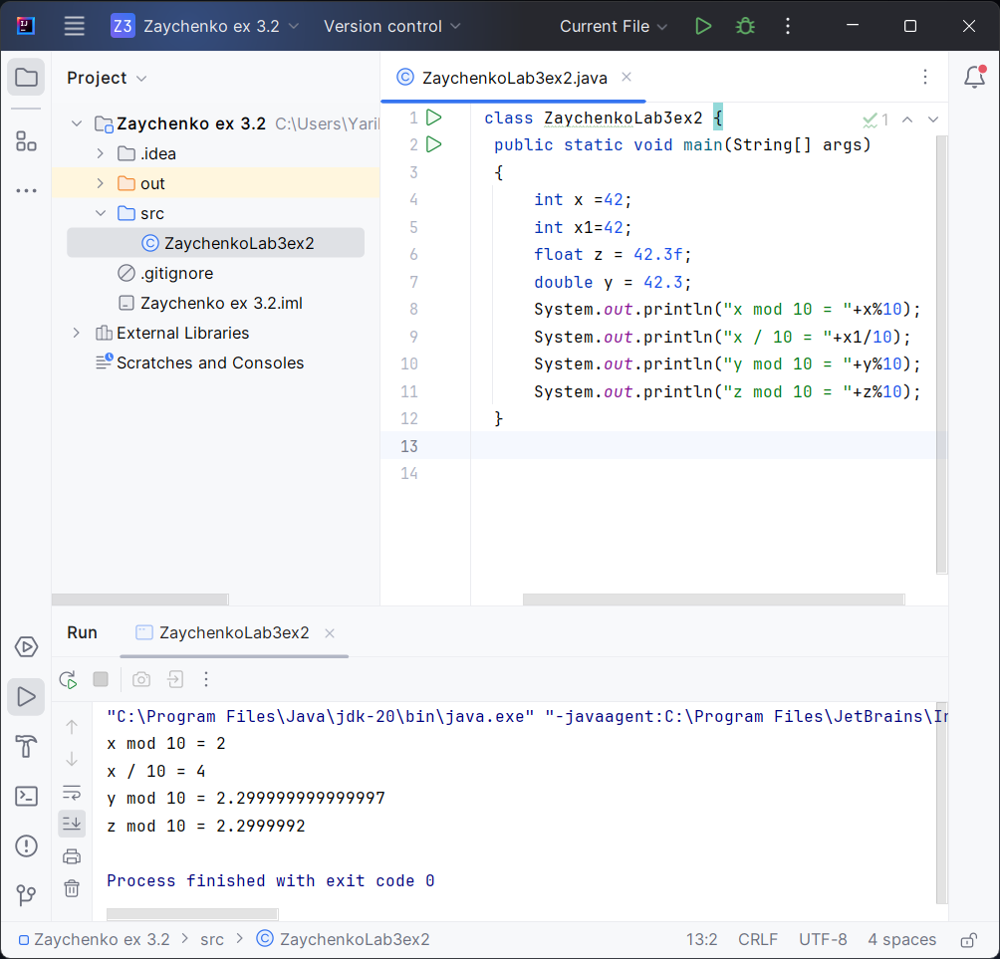 Z3 Zaychenko ex 3.2 Version control Current File
Project
Zaychenko ex 3.2 C:\Users\Yaril
.idea
out
src
ZaychenkoLab3ex2
.gitignore
Zaychenko ex 3.2.iml
External Libraries
Scratches and Consoles
ZaychenkoLab3ex2.java
1 class ZaychenkoLab3ex2 { 1
2 public static void main(String[] args)
3 {
4 int x =42;
5 int x1=42;
6 float z = 42.3f;
7 double y = 42.3;
8 System.out.println("x mod 10 = "+x%10);
9 System.out.println("x / 10 = "+x1/10);
10 System.out.println("y mod 10 = "+y%10);
11 System.out.println("z mod 10 = "+z%10);
12 }
13
14
Run ZaychenkoLab3ex2
"C:\Program Files\Java\jdk-20\bin\java.exe" "-javaagent:C:\Program Files\JetBrains\In
x mod 10 = 2
x / 10 = 4
y mod 10 = 2.299999999999997
z mod 10 = 2.2999992
Process finished with exit code 0
Zaychenko ex 3.2 > src > ZaychenkoLab3ex2 13:2 CRLF UTF-8 4 spaces